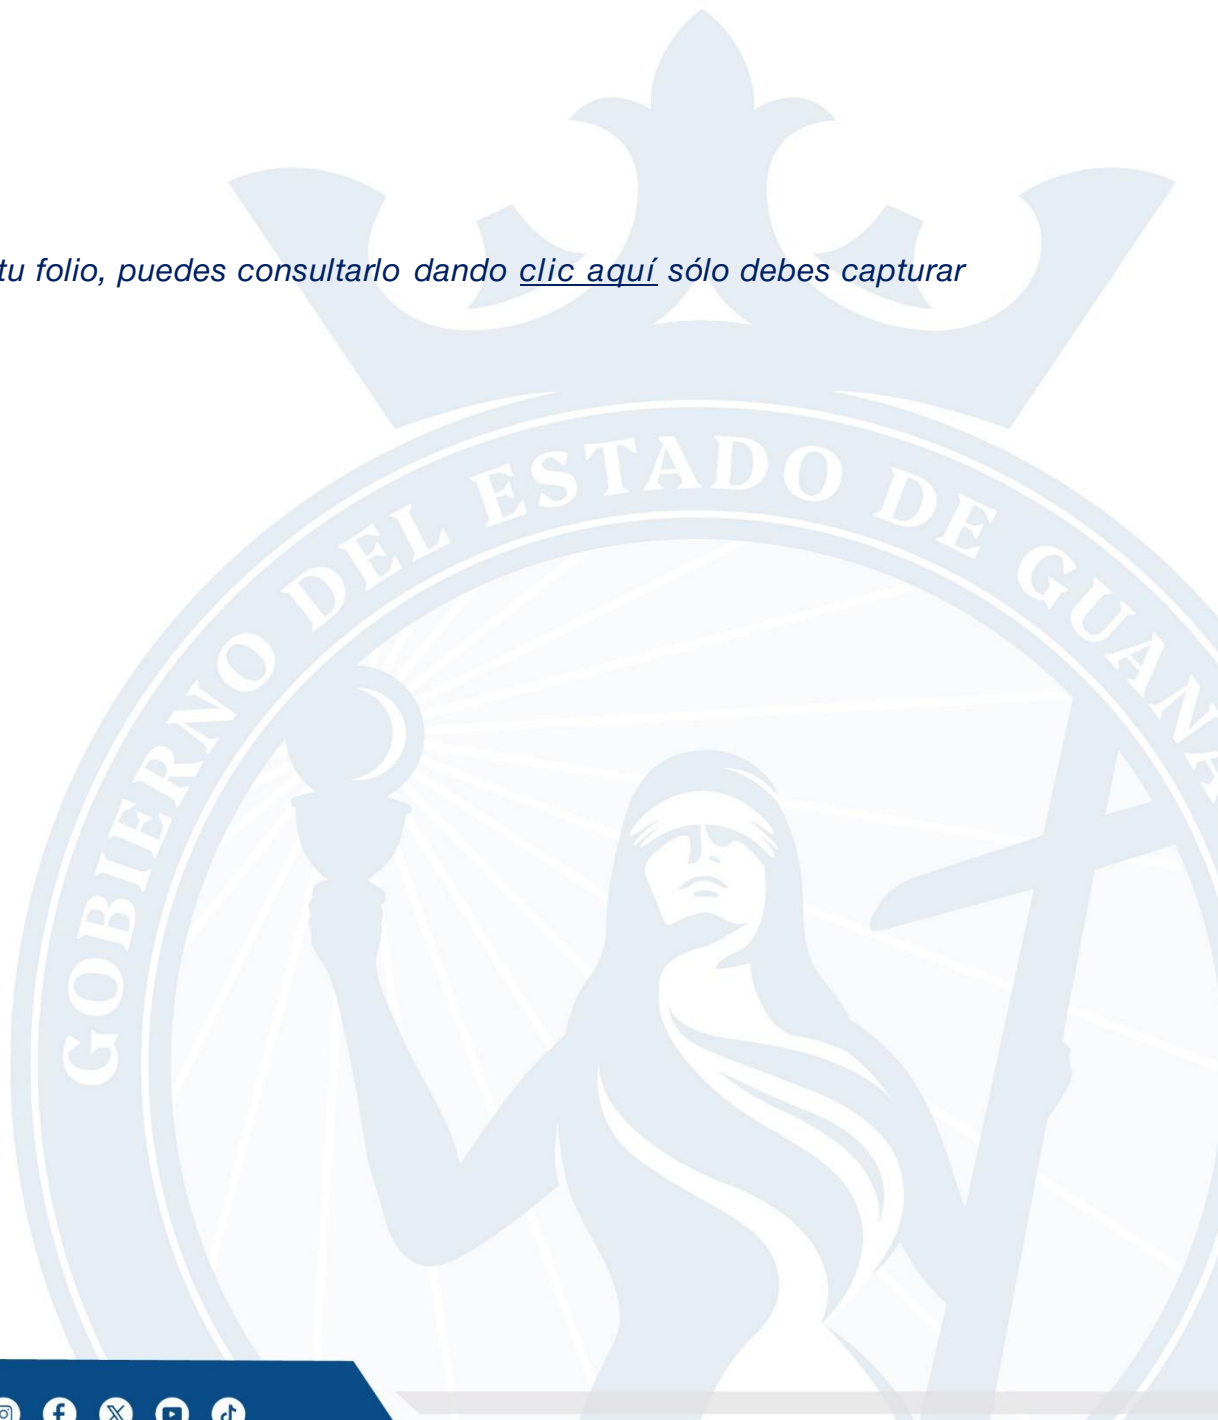 tu folio, puedes consultarlo dando clic aquí sólo debes capturar
GOBIERNO DEL ESTADO DE GUANA